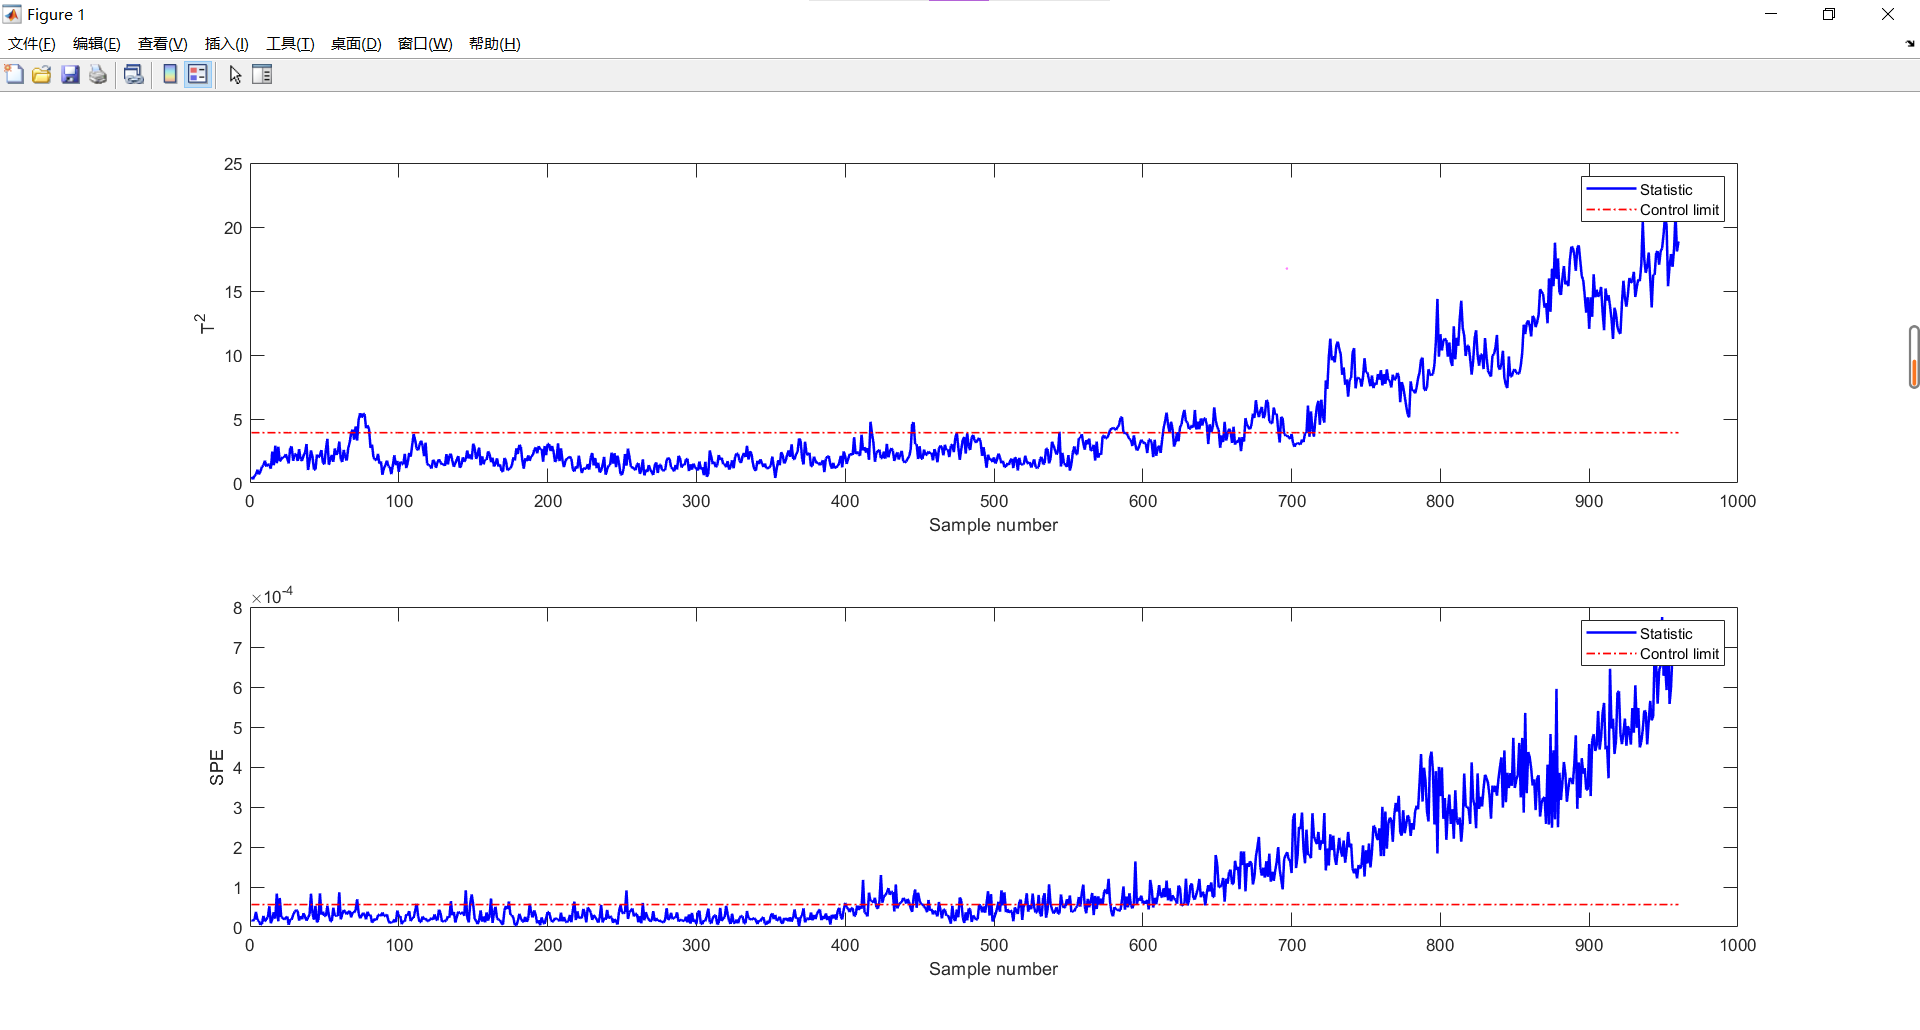 Figure 1
文件(F) 编辑(E) 查看(V) 插入(I) 工具(T) 桌面(D) 窗口(W) 帮助(H)
25
20
15
10
5
0
T²
Statistic
Control limit
0 100 200 300 400 500 600 700 800 900 1000
Sample number
×10⁻⁴
8
7
6
5
4
3
2
1
0
SPE
Statistic
Control limit
0 100 200 300 400 500 600 700 800 900 1000
Sample number